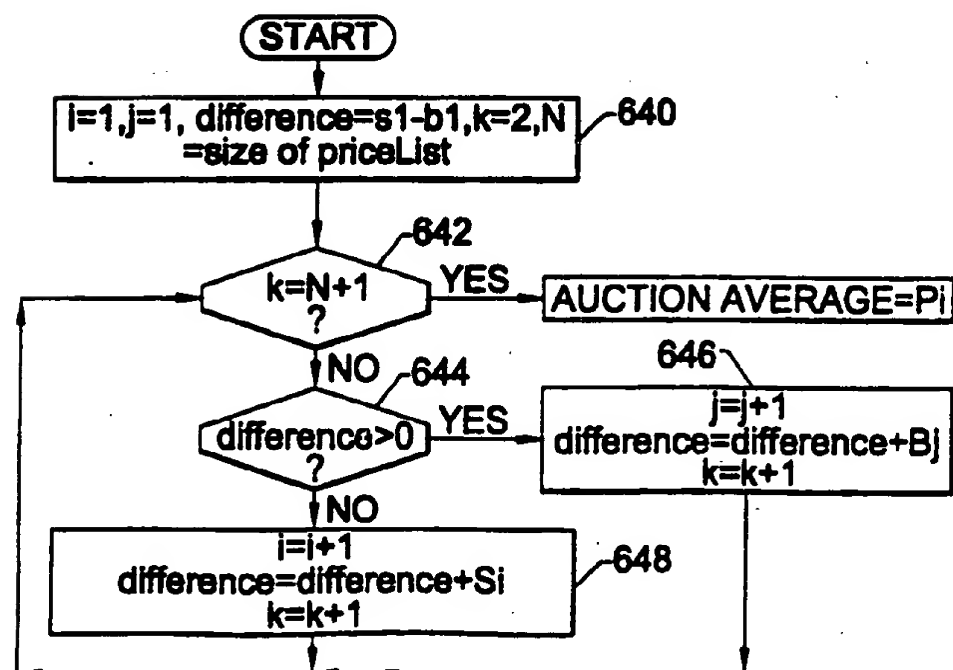 START
i=1,j=1, difference=s1-b1,k=2,N
=size of priceList
640
642
k=N+1
?
YES
AUCTION AVERAGE=Pi
NO
644
646
difference>0
?
YES
j=j+1
difference=difference+Bj
k=k+1
NO
i=i+1
difference=difference+Si
k=k+1
648